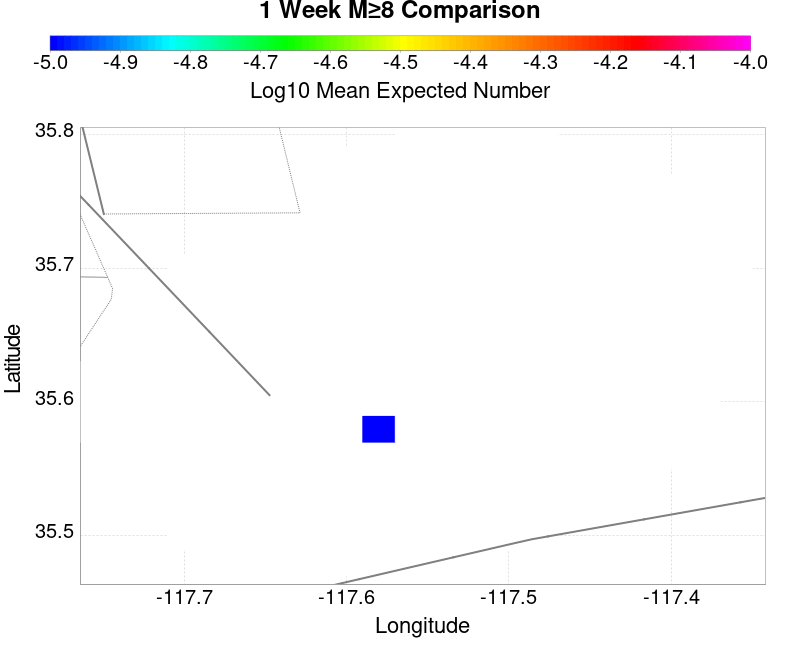 1 Week M≥8 Comparison
-5.0 -4.9 -4.8 -4.7 -4.6 -4.5 -4.4 -4.3 -4.2 -4.1 -4.0
Log10 Mean Expected Number
35.8
35.7
35.6
35.5
Latitude
-117.7 -117.6 -117.5 -117.4
Longitude